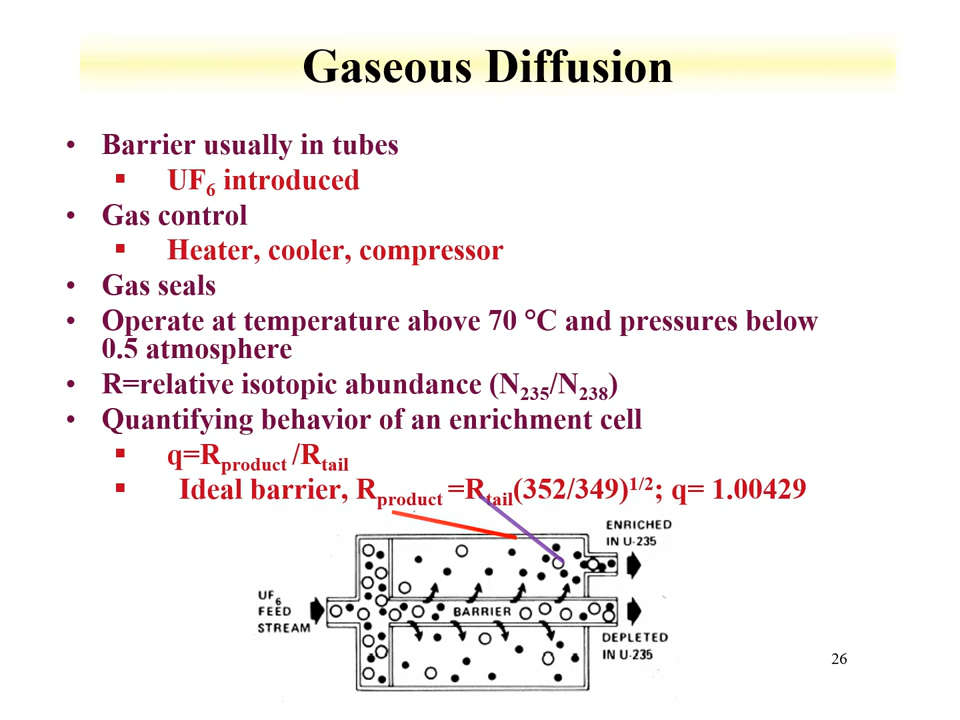 Gaseous Diffusion
• Barrier usually in tubes
▪ UF6 introduced
• Gas control
▪ Heater, cooler, compressor
• Gas seals
• Operate at temperature above 70 °C and pressures below
0.5 atmosphere
• R=relative isotopic abundance (N235/N238)
• Quantifying behavior of an enrichment cell
▪ q=Rproduct /Rtail
▪ Ideal barrier, Rproduct =Rtail(352/349)1/2; q= 1.00429
ENRICHED
IN U-235
UF6
FEED
STREAM
BARRIER
DEPLETED
IN U-235
26